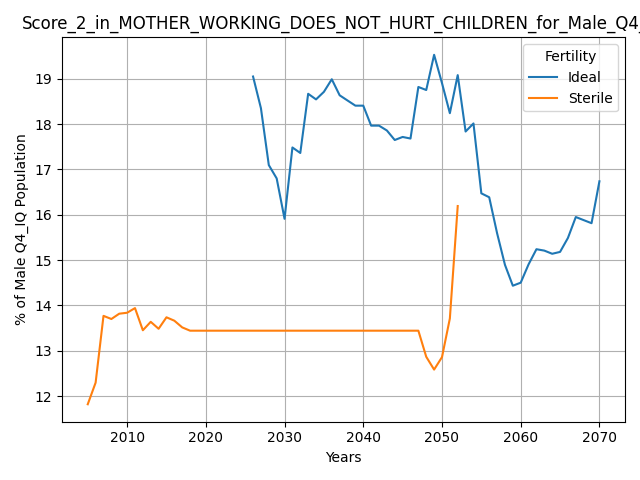 Score_2_in_MOTHER_WORKING_DOES_NOT_HURT_CHILDREN_for_Male_Q4_
Fertility
Ideal
Sterile
19
18
17
16
15
14
13
12
% of Male Q4_IQ Population
2010 2020 2030 2040 2050 2060 2070
Years